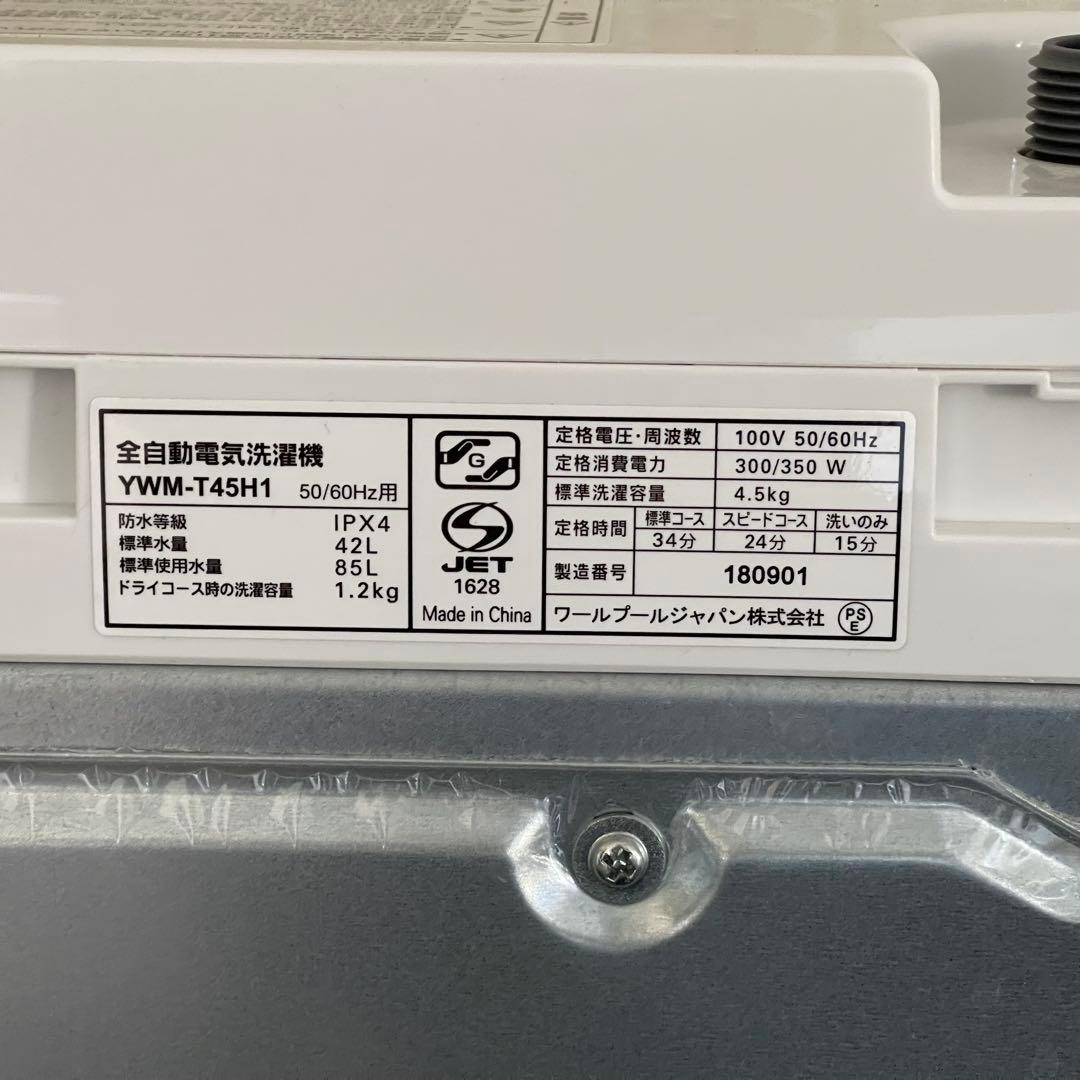 全自動電気洗濯機
YWM-T45H1 50/60Hz用
防水等級 IPX4
標準水量 42L
標準使用水量 85L
ドライコース時の洗濯容量 1.2kg
G
S
JET
1628
Made in China
定格電圧・周波数 100V 50/60Hz
定格消費電力 300/350 W
標準洗濯容量 4.5kg
定格時間 標準コース スピードコース 洗いのみ
34分 24分 15分
製造番号 180901
ワールプールジャパン株式会社 PSE